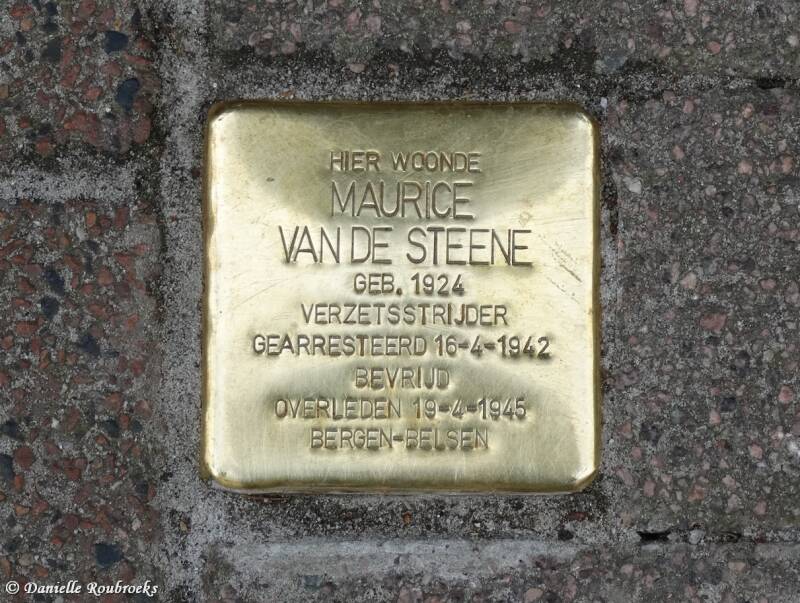 HIER WOONDE
MAURICE
VAN DE STEENE
GEB. 1924
VERZETSSTRIJDER
GEARRESTEERD 16-4-1942
BEVRIJD
OVERLEDEN 19-4-1945
BERGEN-BELSEN
© Danielle Roubroeks